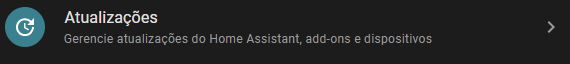 Atualizações
Gerencie atualizações do Home Assistant, add-ons e dispositivos